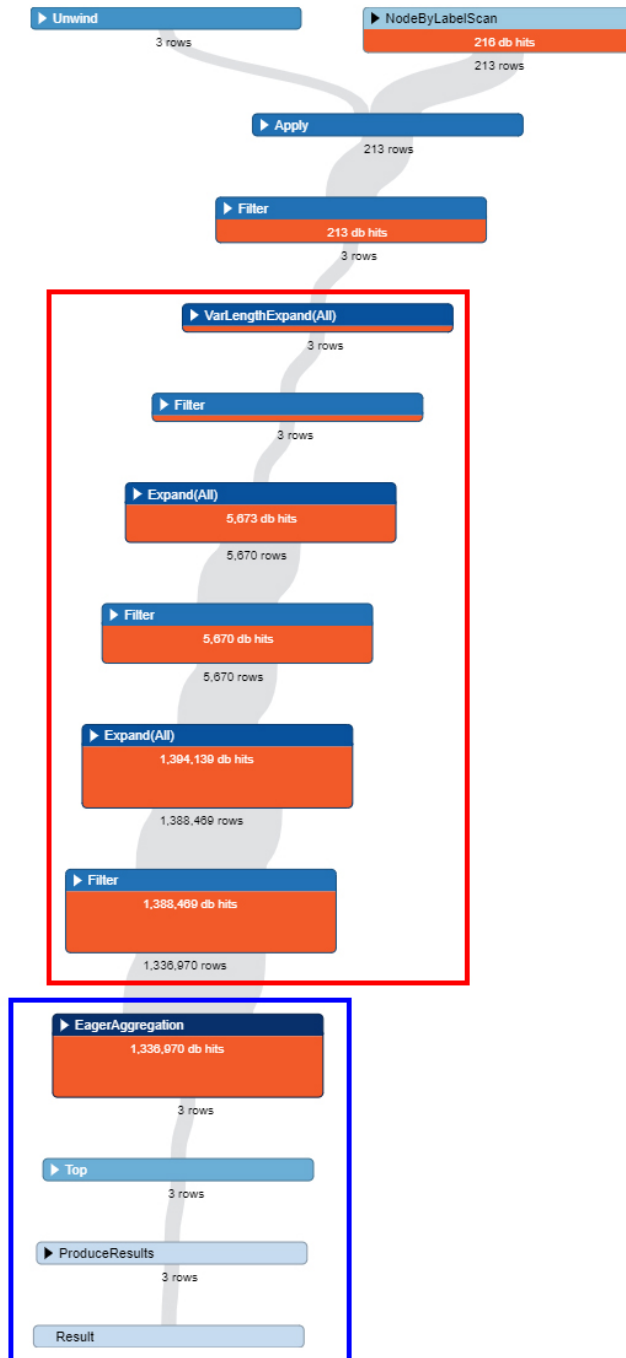 Unwind
3 rows
NodeByLabelScan
216 db hits
213 rows
Apply
213 rows
Filter
213 db hits
3 rows
VarLengthExpand(All)
3 rows
Filter
3 rows
Expand(All)
5,673 db hits
5,670 rows
Filter
5,670 db hits
5,670 rows
Expand(All)
1,394,139 db hits
1,388,469 rows
Filter
1,388,469 db hits
1,336,970 rows
EagerAggregation
1,336,970 db hits
3 rows
Top
3 rows
ProduceResults
3 rows
Result